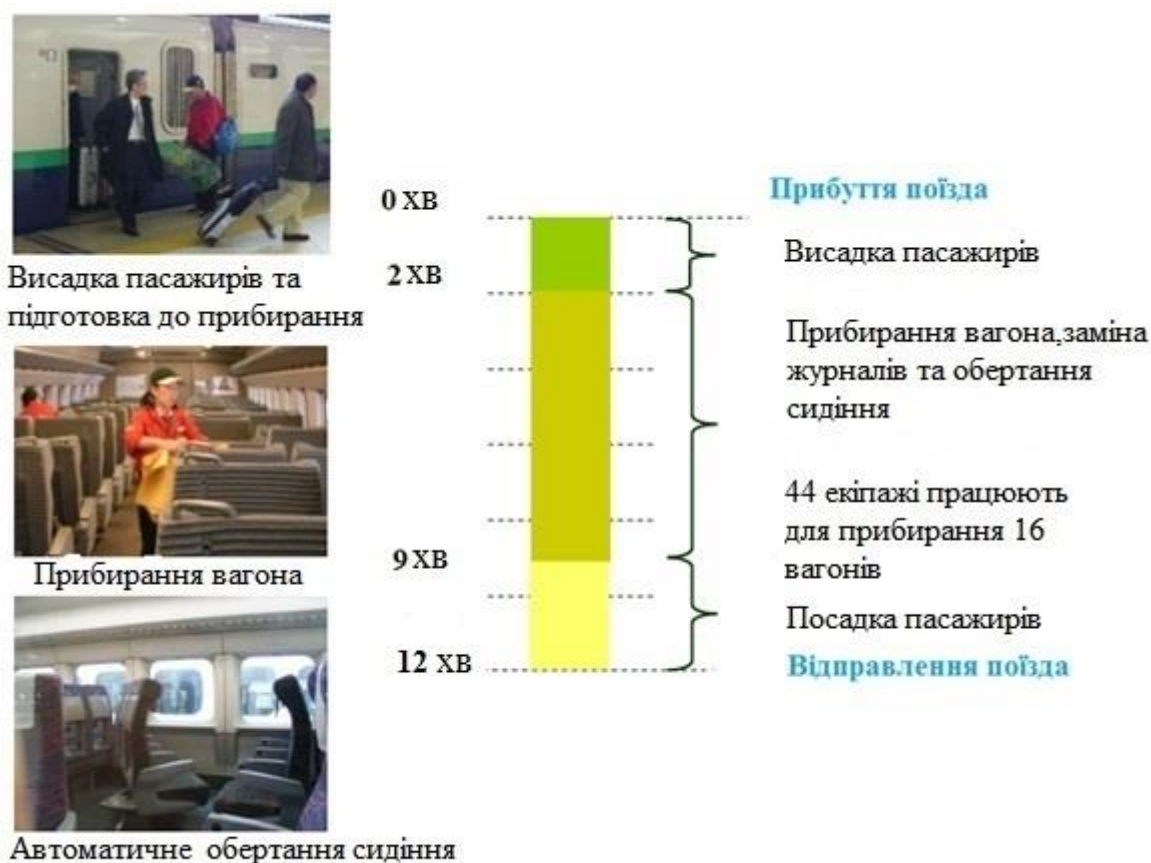 Висадка пасажирів та
підготовка до прибирання
Прибирання вагона
Автоматичне обертання сидіння
0 ХВ
2 ХВ
9 ХВ
12 ХВ
Прибуття поїзда
Висадка пасажирів
Прибирання вагона,заміна
журналів та обертання
сидіння
44 екіпажі працюють
для прибирання 16
вагонів
Посадка пасажирів
Відправлення поїзда